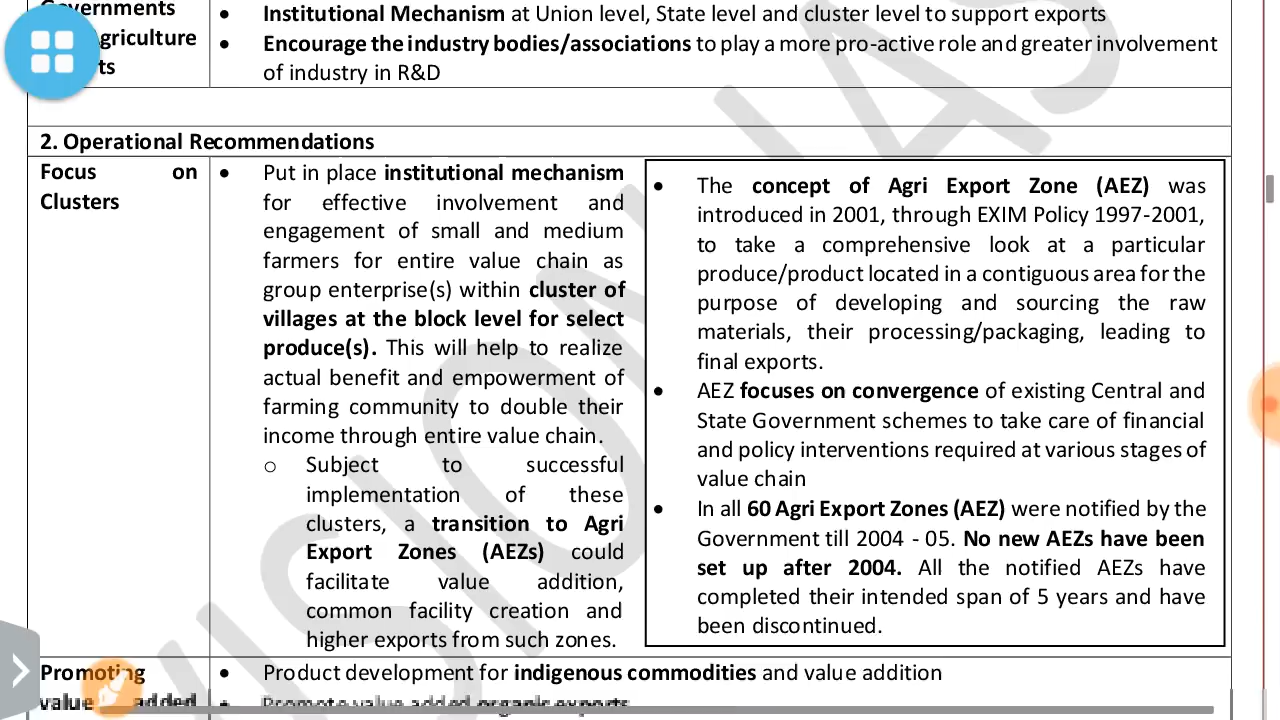 Governments
griculture
ts
• Institutional Mechanism at Union level, State level and cluster level to support exports
• Encourage the industry bodies/associations to play a more pro-active role and greater involvement
of industry in R&D
2. Operational Recommendations
Focus on
Clusters
• Put in place institutional mechanism
for effective involvement and
engagement of small and medium
farmers for entire value chain as
group enterprise(s) within cluster of
villages at the block level for select
produce(s). This will help to realize
actual benefit and empowerment of
farming community to double their
income through entire value chain.
o Subject to successful
implementation of these
clusters, a transition to Agri
Export Zones (AEZs) could
facilitate value addition,
common facility creation and
higher exports from such zones.
• The concept of Agri Export Zone (AEZ) was
introduced in 2001, through EXIM Policy 1997-2001,
to take a comprehensive look at a particular
produce/product located in a contiguous area for the
purpose of developing and sourcing the raw
materials, their processing/packaging, leading to
final exports.
• AEZ focuses on convergence of existing Central and
State Government schemes to take care of financial
and policy interventions required at various stages of
value chain
• In all 60 Agri Export Zones (AEZ) were notified by the
Government till 2004 - 05. No new AEZs have been
set up after 2004. All the notified AEZs have
completed their intended span of 5 years and have
been discontinued.
Promoting
value added
• Product development for indigenous commodities and value addition
• Promote value added organic exports
VISION IAS